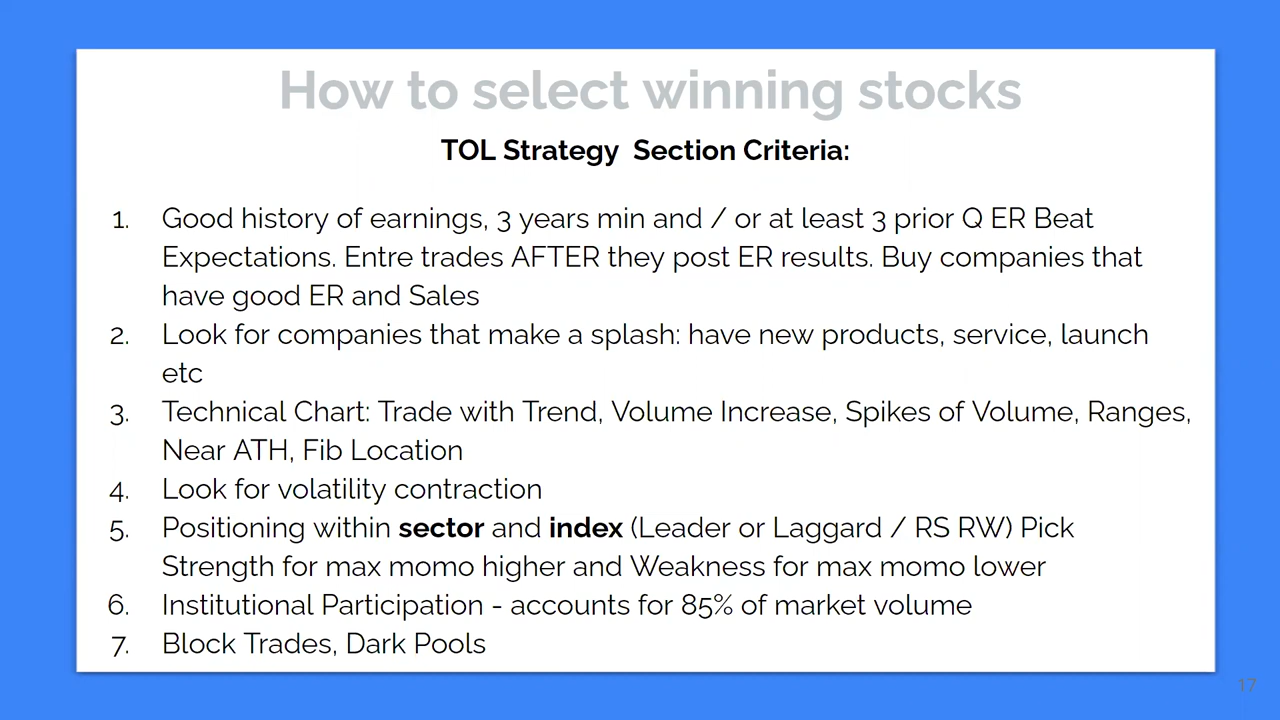 How to select winning stocks
TOL Strategy  Section Criteria:
1. Good history of earnings, 3 years min and / or at least 3 prior Q ER Beat
Expectations. Entre trades AFTER they post ER results. Buy companies that
have good ER and Sales
2. Look for companies that make a splash: have new products, service, launch
etc
3. Technical Chart: Trade with Trend, Volume Increase, Spikes of Volume, Ranges,
Near ATH, Fib Location
4. Look for volatility contraction
5. Positioning within sector and index (Leader or Laggard / RS RW) Pick
Strength for max momo higher and Weakness for max momo lower
6. Institutional Participation - accounts for 85% of market volume
7. Block Trades, Dark Pools
17